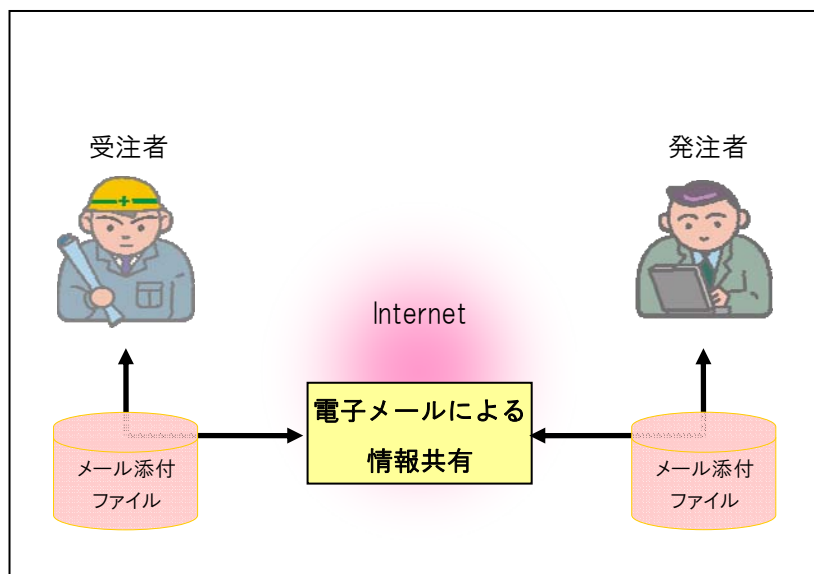 受注者
発注者
Internet
電子メールによる
情報共有
メール添付
ファイル
メール添付
ファイル